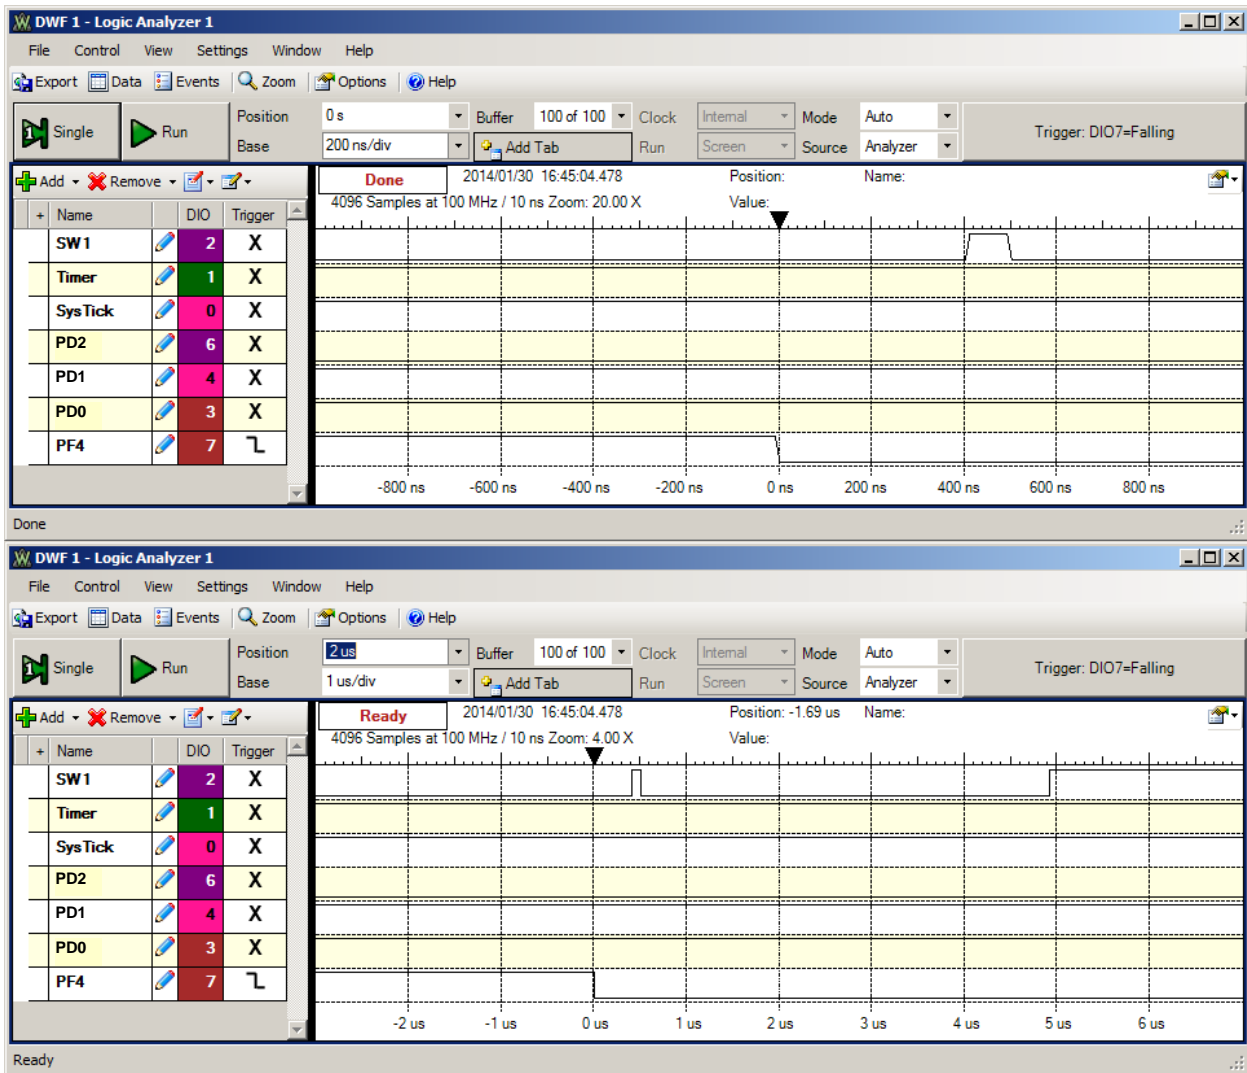 DWF 1 - Logic Analyzer 1
File Control View Settings Window Help
Export Data Events Zoom Options Help
Single Run Position 0 s Buffer 100 of 100 Clock Internal Mode Auto Trigger: DIO7=Falling
Base 200 ns/div Add Tab Run Screen Source Analyzer
Add Remove Done 2014/01/30 16:45:04.478 Position: Name:
4096 Samples at 100 MHz / 10 ns Zoom: 20.00 X Value:
+ Name DIO Trigger
SW1 2 X
Timer 1 X
SysTick 0 X
PD2 6 X
PD1 4 X
PD0 3 X
PF4 7
-800 ns -600 ns -400 ns -200 ns 0 ns 200 ns 400 ns 600 ns 800 ns
Done
DWF 1 - Logic Analyzer 1
File Control View Settings Window Help
Export Data Events Zoom Options Help
Single Run Position 2 us Buffer 100 of 100 Clock Internal Mode Auto Trigger: DIO7=Falling
Base 1 us/div Add Tab Run Screen Source Analyzer
Add Remove Ready 2014/01/30 16:45:04.478 Position: -1.69 us Name:
4096 Samples at 100 MHz / 10 ns Zoom: 4.00 X Value:
+ Name DIO Trigger
SW1 2 X
Timer 1 X
SysTick 0 X
PD2 6 X
PD1 4 X
PD0 3 X
PF4 7
-2 us -1 us 0 us 1 us 2 us 3 us 4 us 5 us 6 us
Ready